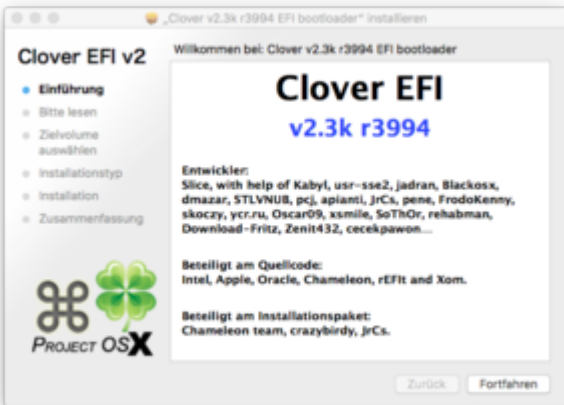 „Clover v2.3k r3994 EFI bootloader“ installieren
Clover EFI v2
Willkommen bei: Clover v2.3k r3994 EFI bootloader
Einführung
Bitte lesen
Zielvolume
auswählen
Installationstyp
Installation
Zusammenfassung
Clover EFI
v2.3k r3994
Entwickler:
Slice, with help of Kabyl, usr-sse2, jadran, Blackosx,
dmazar, STLVNUB, pcj, apianti, JrCs, pene, FrodoKenny,
skoczy, ycr.ru, Oscar09, xsmile, SoThOr, rehabman,
Download-Fritz, Zenit432, cecekpawon...
Beteiligt am Quellcode:
Intel, Apple, Oracle, Chameleon, rEFIt and Xom.
Beteiligt am Installationspaket:
Chameleon team, crazybirdy, JrCs.
PROJECT OSX
Zurück
Fortfahren